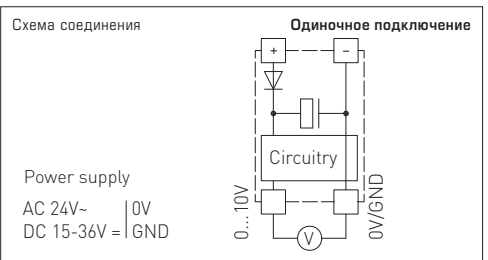 Схема соединения
Одиночное подключение
+ −
Circuitry
Power supply
AC 24V~ | 0V
DC 15-36V = | GND
0...10V
0V/GND
V